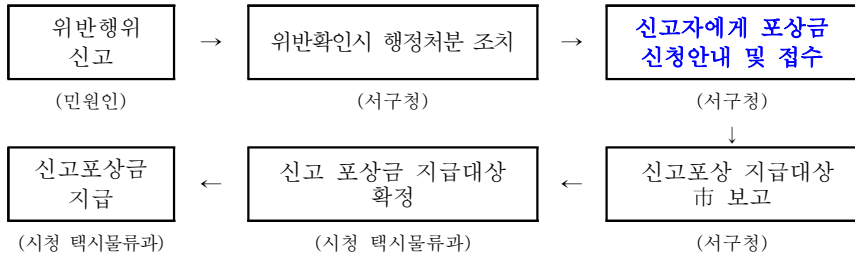 위반행위
신고
→
위반확인시 행정처분 조치
→
신고자에게 포상금
신청안내 및 접수
(민원인)
(서구청)
(서구청)
↓
신고포상금
지급
←
신고 포상금 지급대상
확정
←
신고포상 지급대상
市 보고
(시청 택시물류과)
(시청 택시물류과)
(서구청)